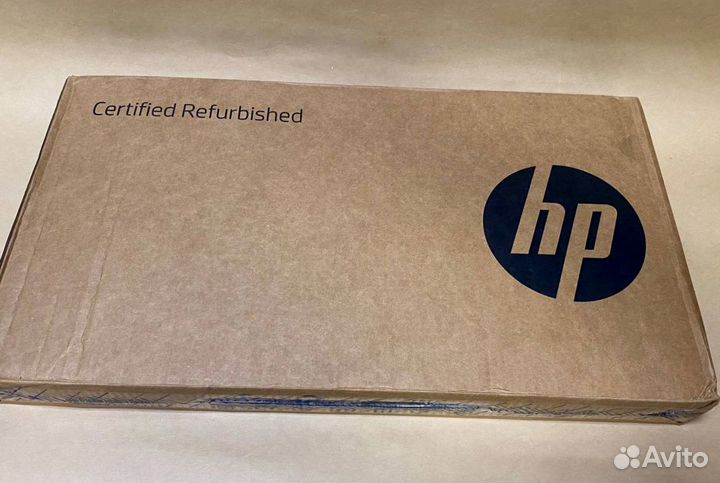 Certified Refurbished
hp
Avito